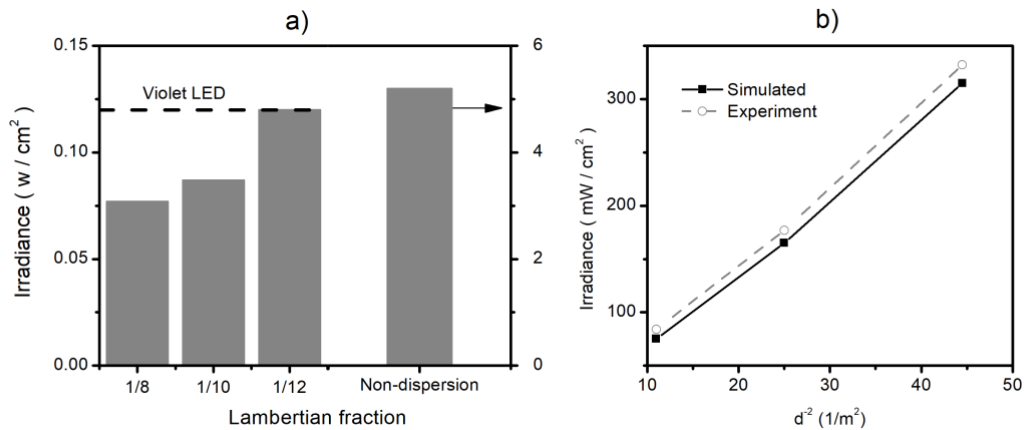 a)
0.15
0.10
0.05
0.00
Irradiance ( w / cm²)
Violet LED
6
4
2
0
1/8
1/10
1/12
Non-dispersion
Lambertian fraction
b)
300
200
100
Irradiance ( mW / cm²)
Simulated
Experiment
10
20
30
40
50
d⁻² (1/m²)